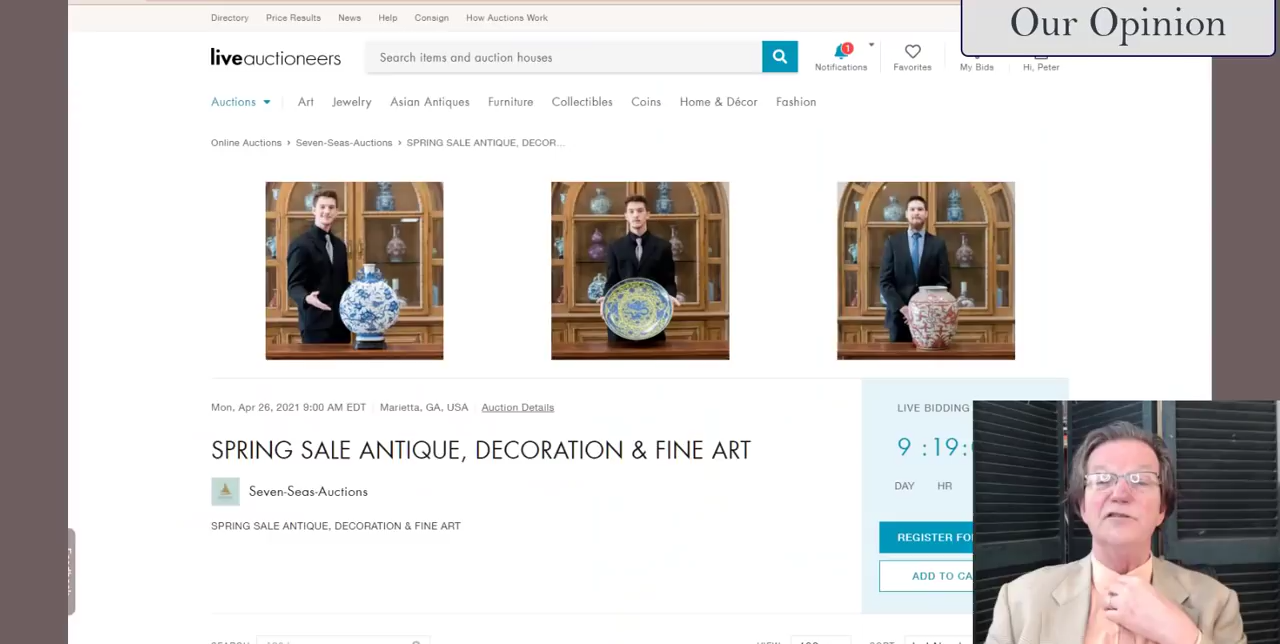 Directory Price Results News Help Consign How Auctions Work
Our Opinion
liveauctioneers
Search items and auction houses
1
Notifications
Favorites
My Bids
Hi, Peter
Auctions Art Jewelry Asian Antiques Furniture Collectibles Coins Home & Décor Fashion
Online Auctions › Seven-Seas-Auctions › SPRING SALE ANTIQUE, DECOR...
Mon, Apr 26, 2021 9:00 AM EDT Marietta, GA, USA Auction Details
LIVE BIDDING
SPRING SALE ANTIQUE, DECORATION & FINE ART
9 :19:
DAY HR
Seven-Seas-Auctions
SPRING SALE ANTIQUE, DECORATION & FINE ART
REGISTER FO
ADD TO CA